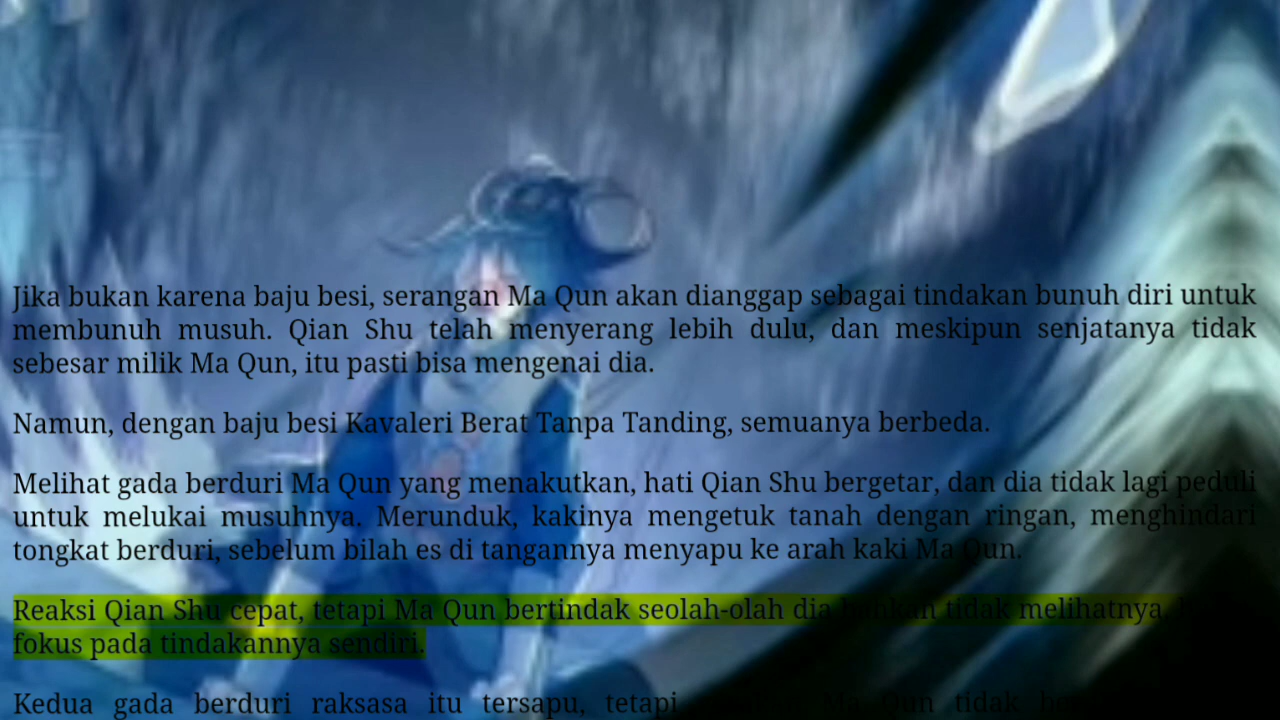 Jika bukan karena baju besi, serangan Ma Qun akan dianggap sebagai tindakan bunuh diri untuk
membunuh musuh. Qian Shu telah menyerang lebih dulu, dan meskipun senjatanya tidak
sebesar milik Ma Qun, itu pasti bisa mengenai dia.
Namun, dengan baju besi Kavaleri Berat Tanpa Tanding, semuanya berbeda.
Melihat gada berduri Ma Qun yang menakutkan, hati Qian Shu bergetar, dan dia tidak lagi peduli
untuk melukai musuhnya. Merunduk, kakinya mengetuk tanah dengan ringan, menghindari
tongkat berduri, sebelum bilah es di tangannya menyapu ke arah kaki Ma Qun.
Reaksi Qian Shu cepat, tetapi Ma Qun bertindak seolah-olah dia bahkan tidak melihatnya,
fokus pada tindakannya sendiri.
Kedua gada berduri raksasa itu tersapu, tetapi Ma Qun tidak